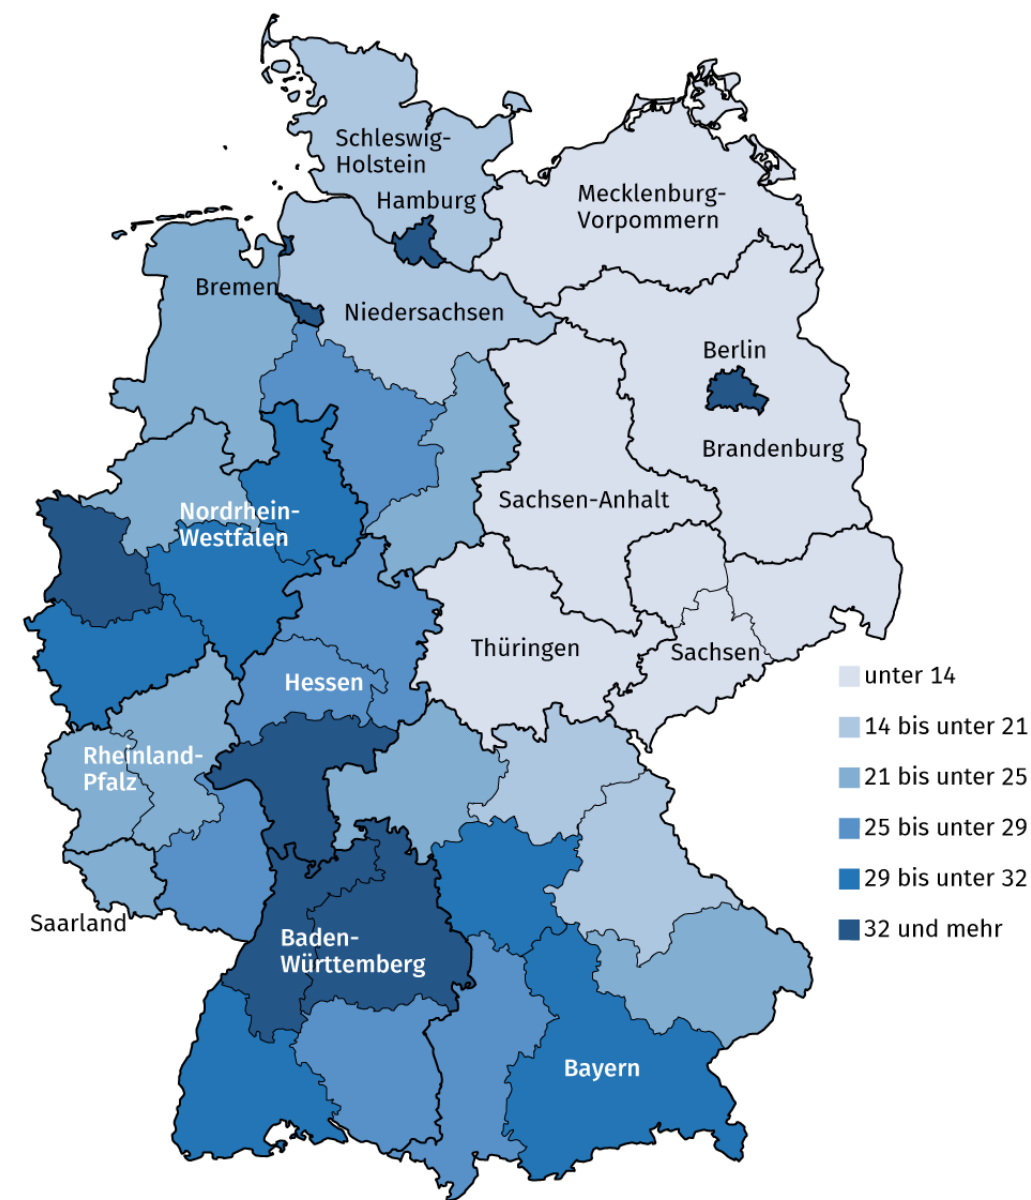 Schleswig-
Holstein
Hamburg
Mecklenburg-
Vorpommern
Bremen
Niedersachsen
Berlin
Brandenburg
Sachsen-Anhalt
Nordrhein-
Westfalen
Thüringen
Sachsen
Hessen
Rheinland-
Pfalz
Saarland
Baden-
Württemberg
Bayern
unter 14
14 bis unter 21
21 bis unter 25
25 bis unter 29
29 bis unter 32
32 und mehr